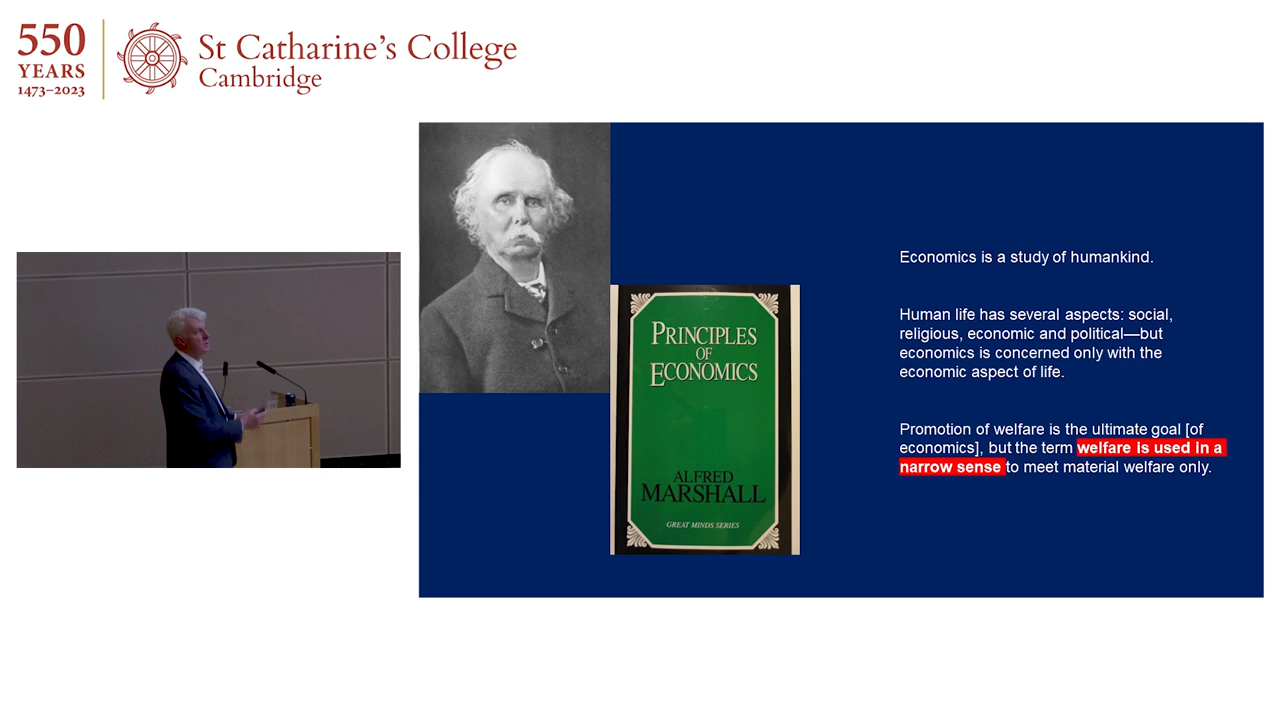 550
YEARS
1473–2023
St Catharine's College
Cambridge
PRINCIPLES
OF
ECONOMICS
ALFRED
MARSHALL
GREAT MINDS SERIES
Economics is a study of humankind.
Human life has several aspects: social,
religious, economic and political—but
economics is concerned only with the
economic aspect of life.
Promotion of welfare is the ultimate goal [of
economics], but the term welfare is used in a
narrow sense to meet material welfare only.